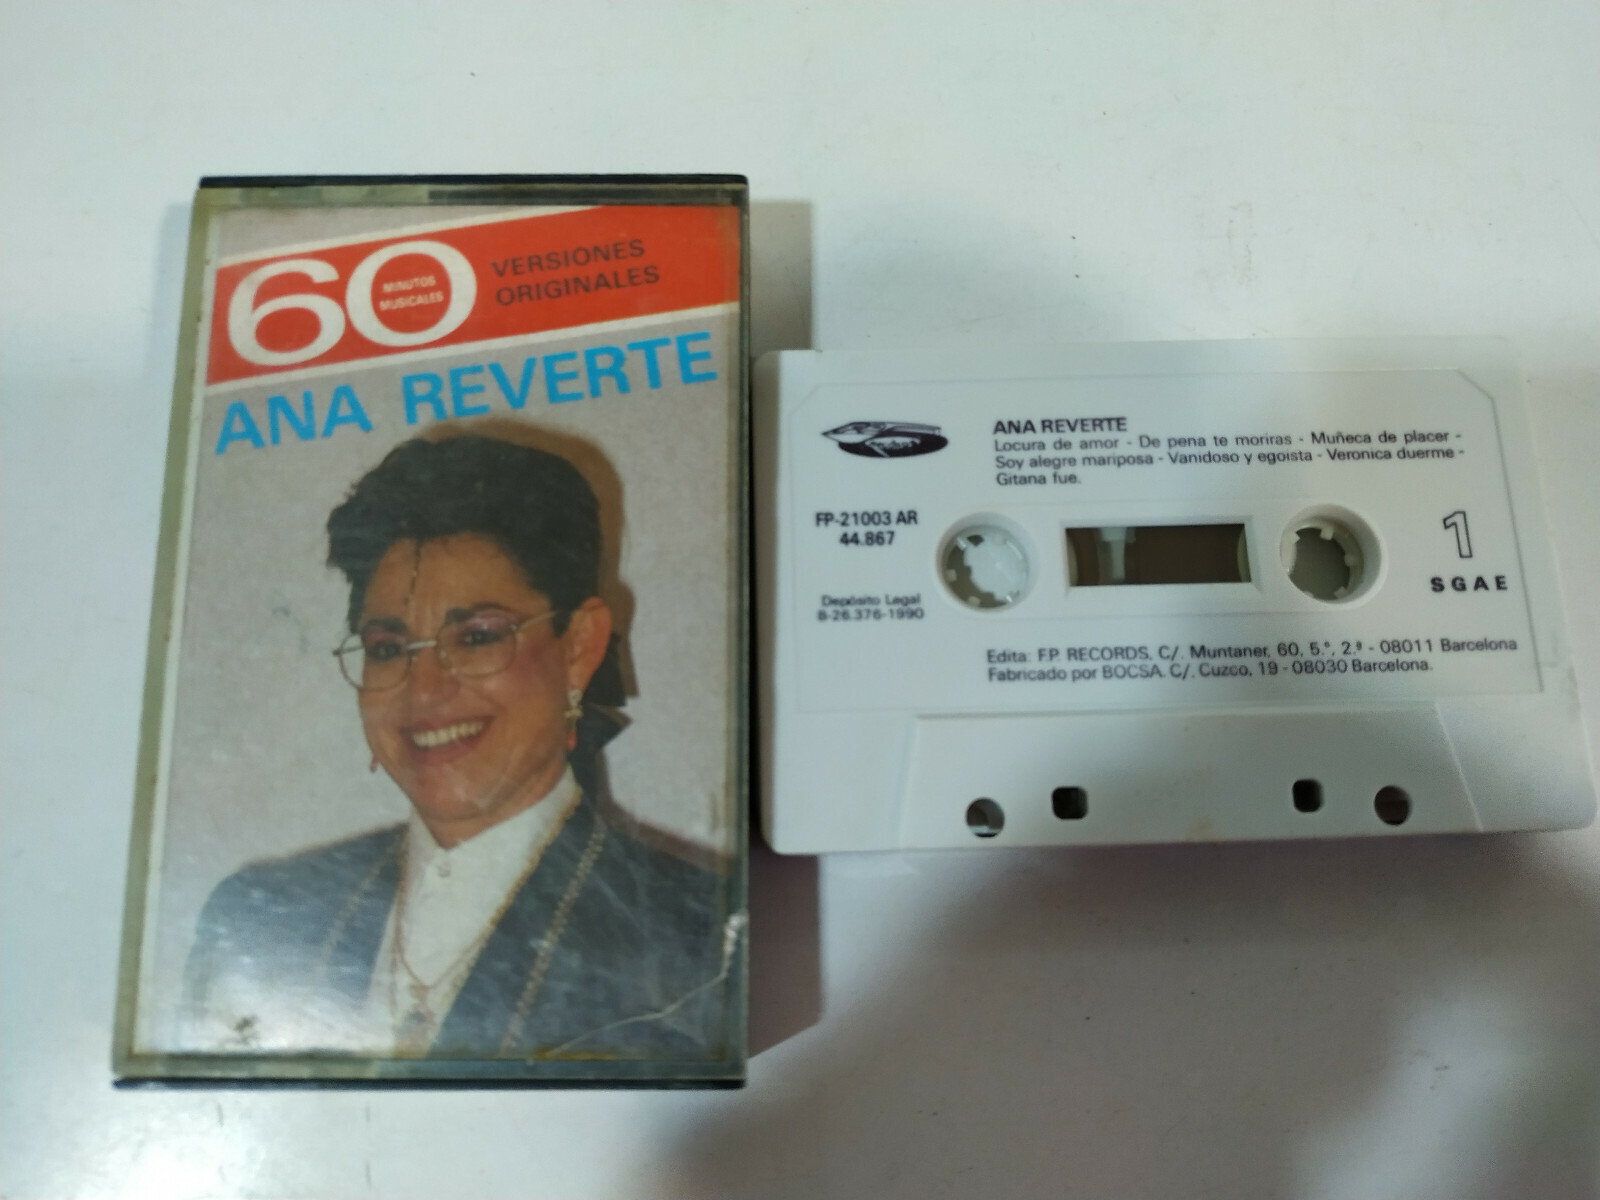 60
MINUTOS
MUSICALES
VERSIONES
ORIGINALES
ANA REVERTE
ANA REVERTE
Locura de amor - De pena te moriras - Muñeca de placer -
Soy alegre mariposa - Vanidoso y egoista - Veronica duerme -
Gitana fue.
FP-21003 AR
44.867
Depósito Legal
B-26.376-1990
1
SGAE
Edita: F.P. RECORDS, C/. Muntaner, 60, 5.°, 2.ª - 08011 Barcelona
Fabricado por BOCSA. C/. Cuzco, 19 - 08030 Barcelona.